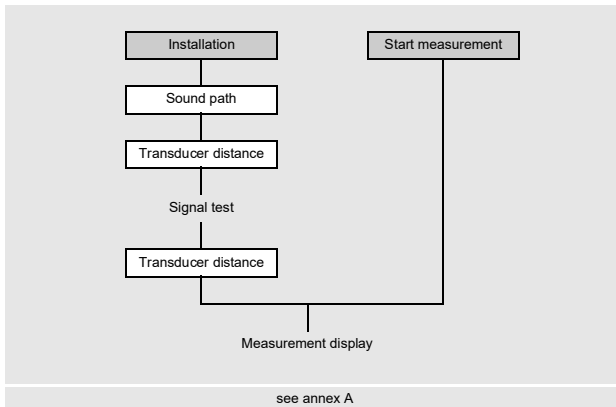 Installation
Start measurement
Sound path
Transducer distance
Signal test
Transducer distance
Measurement display
see annex A